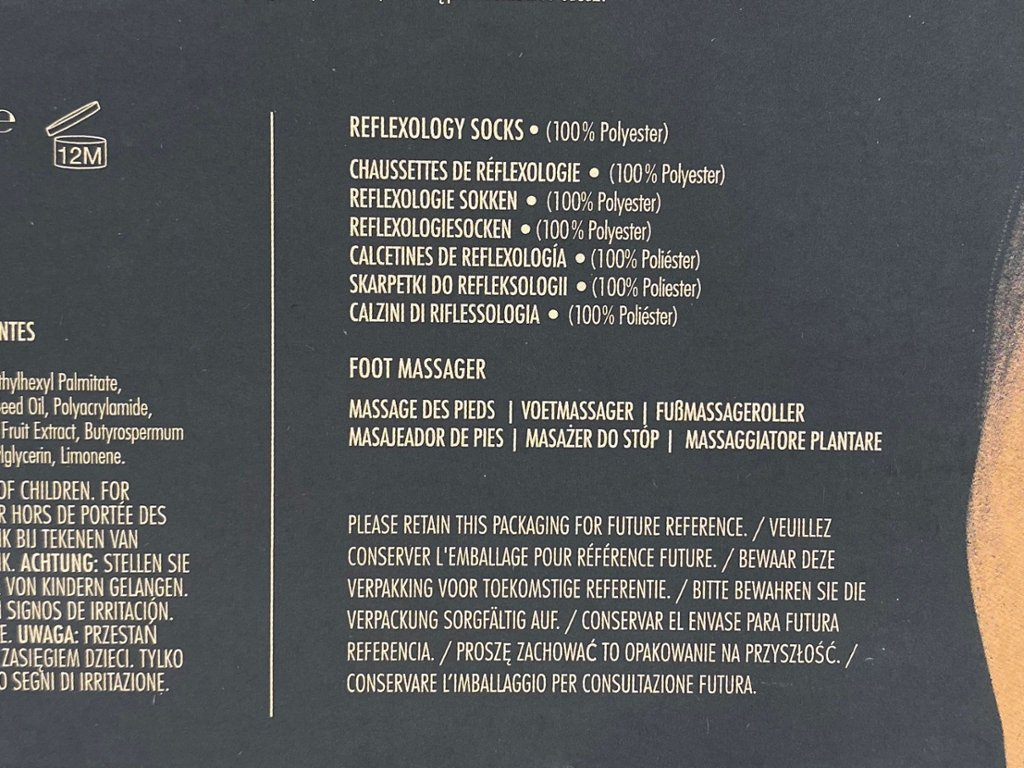 e
12M
NTES
thylhexyl Palmitate,
eed Oil, Polyacrylamide,
Fruit Extract, Butyrospermum
lglycerin, Limonene.
OF CHILDREN. FOR
R HORS DE PORTÉE DES
K BIJ TEKENEN VAN
K. ACHTUNG: STELLEN SIE
VON KINDERN GELANGEN.
SIGNOS DE IRRITACIÓN.
E. UWAGA: PRZESTAŃ
ZASIĘGIEM DZIECI. TYLKO
O SEGNI DI IRRITAZIONE.
REFLEXOLOGY SOCKS • (100% Polyester)
CHAUSSETTES DE RÉFLEXOLOGIE • (100% Polyester)
REFLEXOLOGIE SOKKEN • (100% Polyester)
REFLEXOLOGIESOCKEN • (100% Polyester)
CALCETINES DE REFLEXOLOGÍA • (100% Poliéster)
SKARPETKI DO REFLEKSOLOGII • (100% Poliester)
CALZINI DI RIFLESSOLOGIA • (100% Poliéster)
FOOT MASSAGER
MASSAGE DES PIEDS | VOETMASSAGER | FUßMASSAGEROLLER
MASAJEADOR DE PIES | MASAŻER DO STÓP | MASSAGGIATORE PLANTARE
PLEASE RETAIN THIS PACKAGING FOR FUTURE REFERENCE. / VEUILLEZ
CONSERVER L'EMBALLAGE POUR RÉFÉRENCE FUTURE. / BEWAAR DEZE
VERPAKKING VOOR TOEKOMSTIGE REFERENTIE. / BITTE BEWAHREN SIE DIE
VERPACKUNG SORGFÄLTIG AUF. / CONSERVAR EL ENVASE PARA FUTURA
REFERENCIA. / PROSZĘ ZACHOWAĆ TO OPAKOWANIE NA PRZYSZŁOŚĆ. /
CONSERVARE L'IMBALLAGGIO PER CONSULTAZIONE FUTURA.